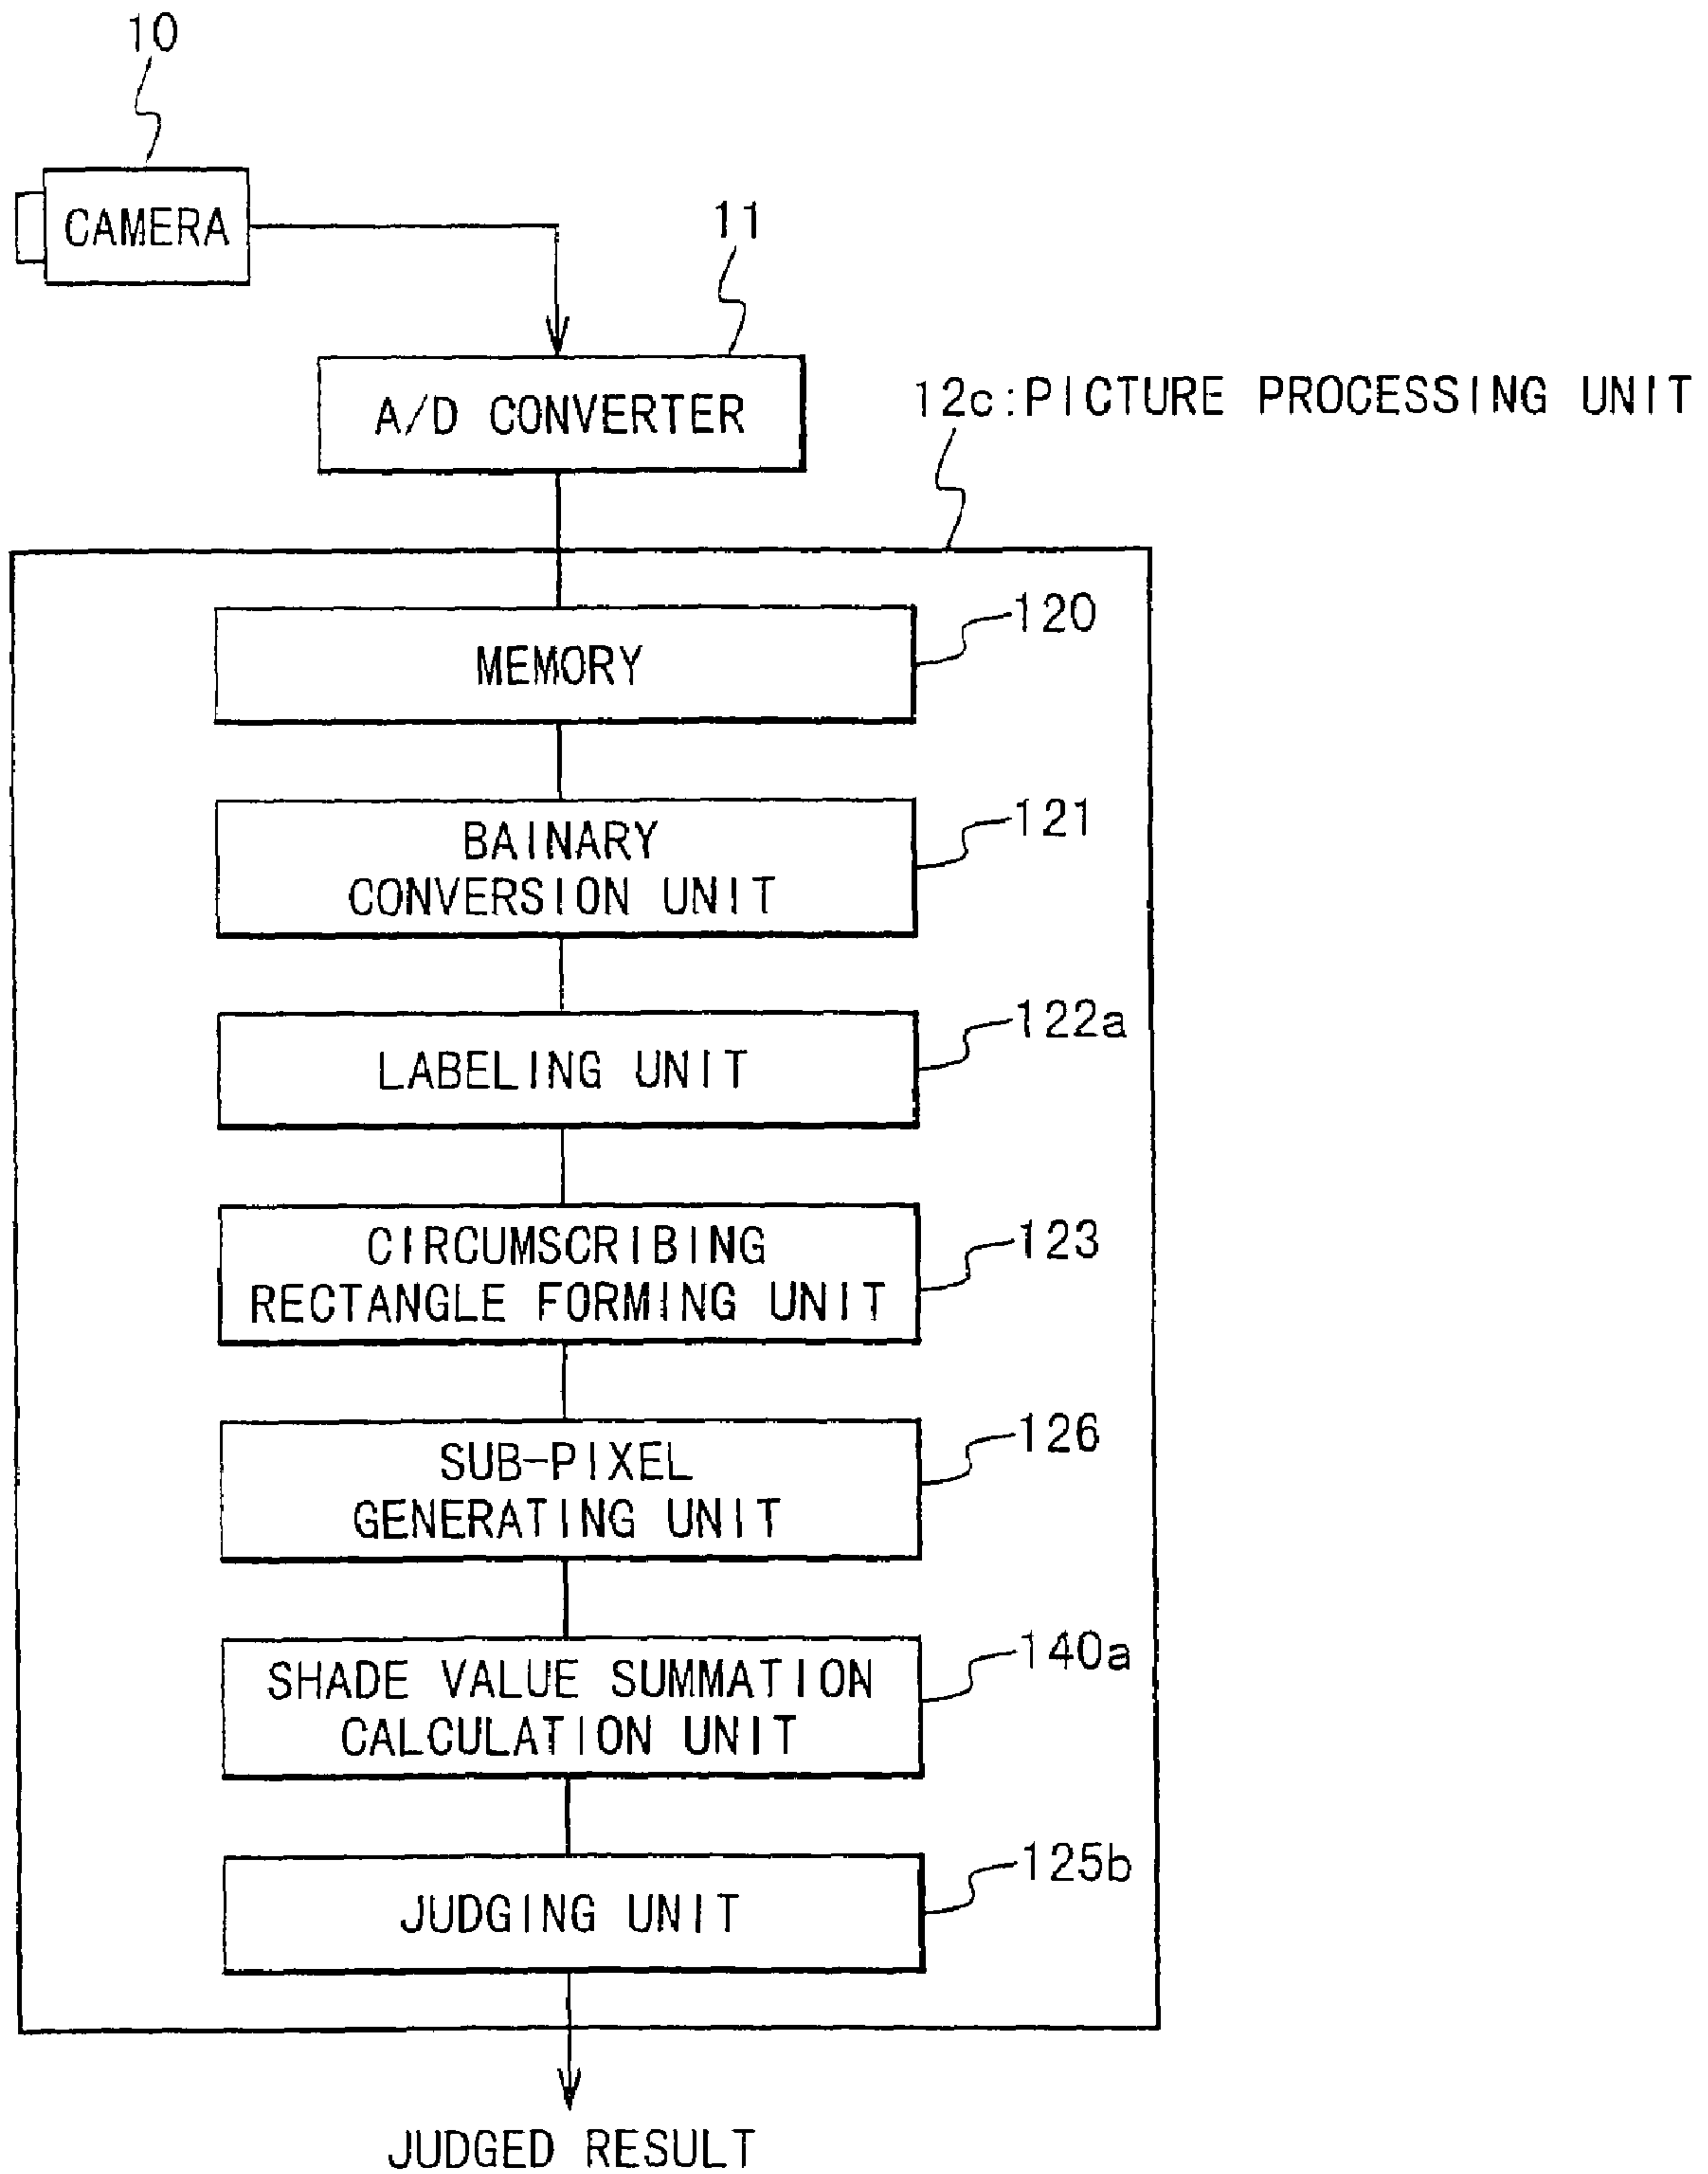 10
CAMERA
11
A/D CONVERTER
12c:PICTURE PROCESSING UNIT
120
MEMORY
121
BAINARY
CONVERSION UNIT
122a
LABELING UNIT
123
CIRCUMSCRIBING
RECTANGLE FORMING UNIT
126
SUB-PIXEL
GENERATING UNIT
140a
SHADE VALUE SUMMATION
CALCULATION UNIT
125b
JUDGING UNIT
JUDGED RESULT